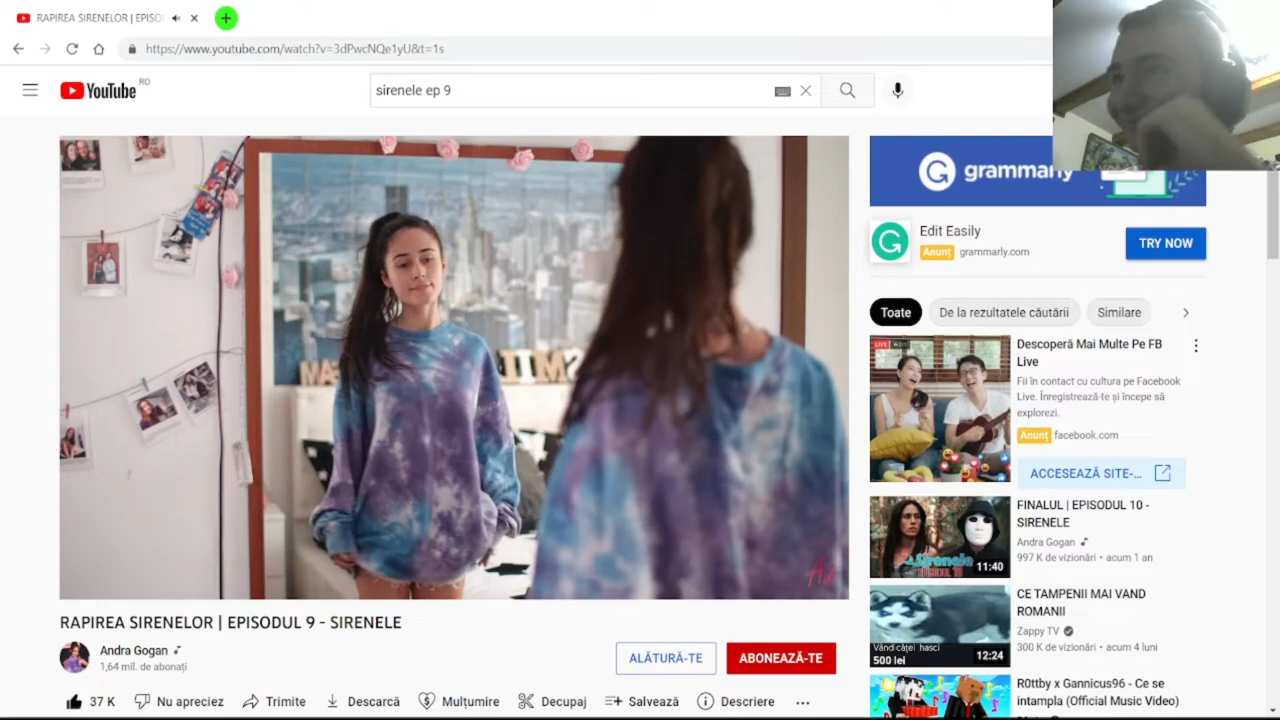 RAPIREA SIRENELOR | EPISO
https://www.youtube.com/watch?v=3dPwcNQe1yU&t=1s
YouTube RO
sirenele ep 9
grammarly
Edit Easily
Anunț grammarly.com
TRY NOW
Toate
De la rezultatele căutării
Similare
LIVE
Descoperă Mai Multe Pe FB
Live
Fii în contact cu cultura pe Facebook
Live. Înregistrează-te și începe să
explorezi.
Anunț facebook.com
ACCESEAZĂ SITE-...
Sirenele
EPISODUL 10
11:40
FINALUL | EPISODUL 10 -
SIRENELE
Andra Gogan
997 K de vizionări • acum 1 an
Vând căței hasci
500 lei
12:24
CE TAMPENII MAI VAND
ROMANII
Zappy TV
300 K de vizionări • acum 4 luni
R0ttby x Gannicus96 - Ce se
intampla (Official Music Video)
RAPIREA SIRENELOR | EPISODUL 9 - SIRENELE
Andra Gogan
1,64 mil. de abonați
ALĂTURĂ-TE
ABONEAZĂ-TE
37 K
Nu apreciez
Trimite
Descarcă
Mulțumire
Decupaj
Salvează
Descriere